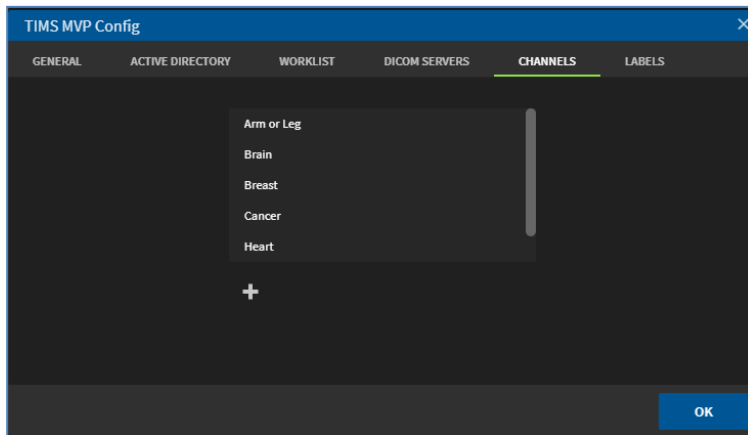 TIMS MVP Config
GENERAL ACTIVE DIRECTORY WORKLIST DICOM SERVERS CHANNELS LABELS
Arm or Leg
Brain
Breast
Cancer
Heart
OK